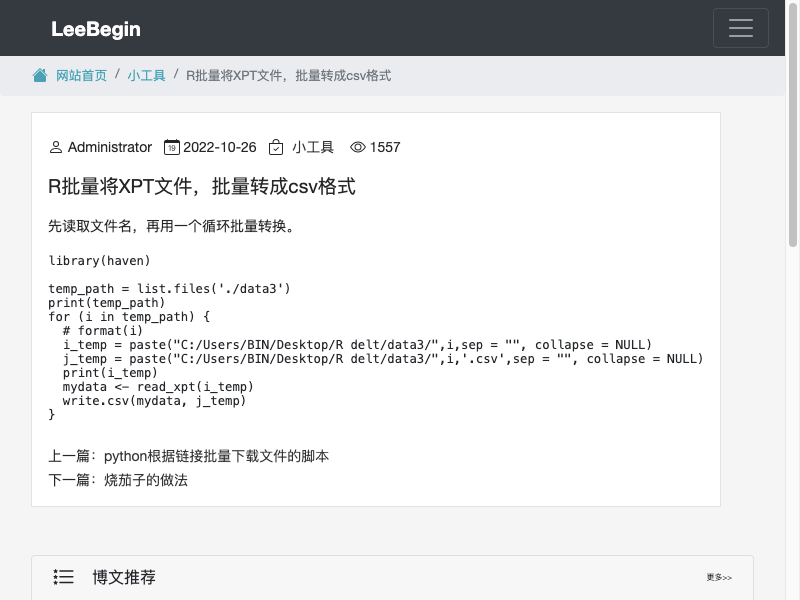 LeeBegin
网站首页 / 小工具 / R批量将XPT文件，批量转成csv格式
Administrator 19 2022-10-26 小工具 1557
R批量将XPT文件，批量转成csv格式
先读取文件名，再用一个循环批量转换。
library(haven)
temp_path = list.files('./data3')
print(temp_path)
for (i in temp_path) {
  # format(i)
  i_temp = paste("C:/Users/BIN/Desktop/R delt/data3/",i,sep = "", collapse = NULL)
  j_temp = paste("C:/Users/BIN/Desktop/R delt/data3/",i,'.csv',sep = "", collapse = NULL)
  print(i_temp)
  mydata <- read_xpt(i_temp)
  write.csv(mydata, j_temp)
}
上一篇：python根据链接批量下载文件的脚本
下一篇：烧茄子的做法
博文推荐 更多>>